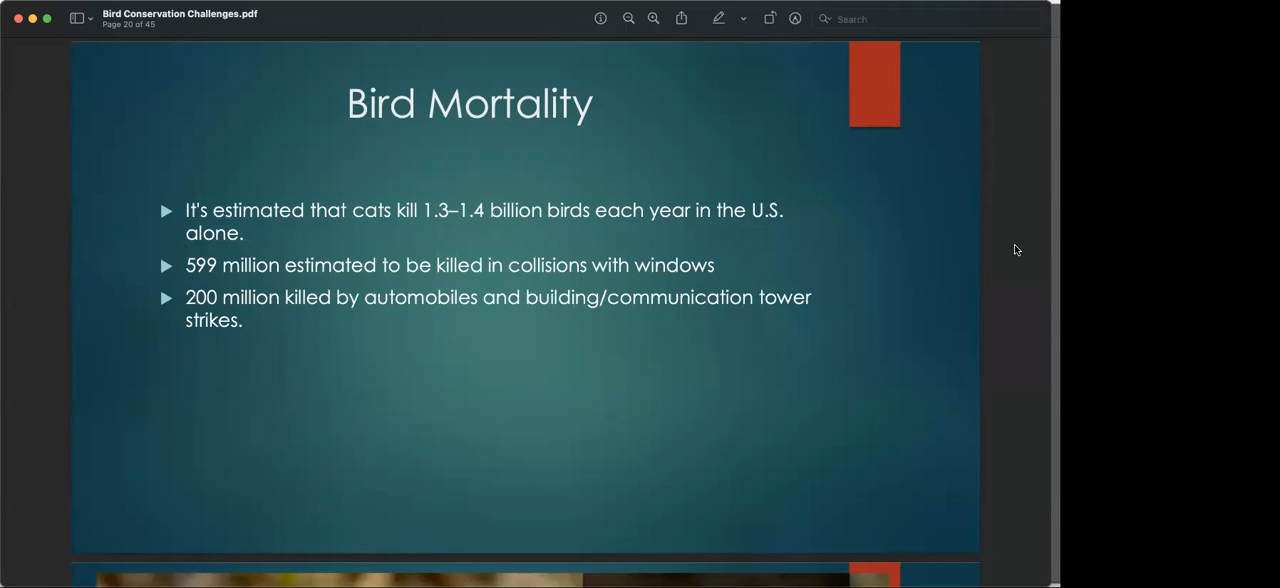 Bird Conservation Challenges.pdf
Page 20 of 45
Search
Bird Mortality
It's estimated that cats kill 1.3–1.4 billion birds each year in the U.S.
alone.
599 million estimated to be killed in collisions with windows
200 million killed by automobiles and building/communication tower
strikes.